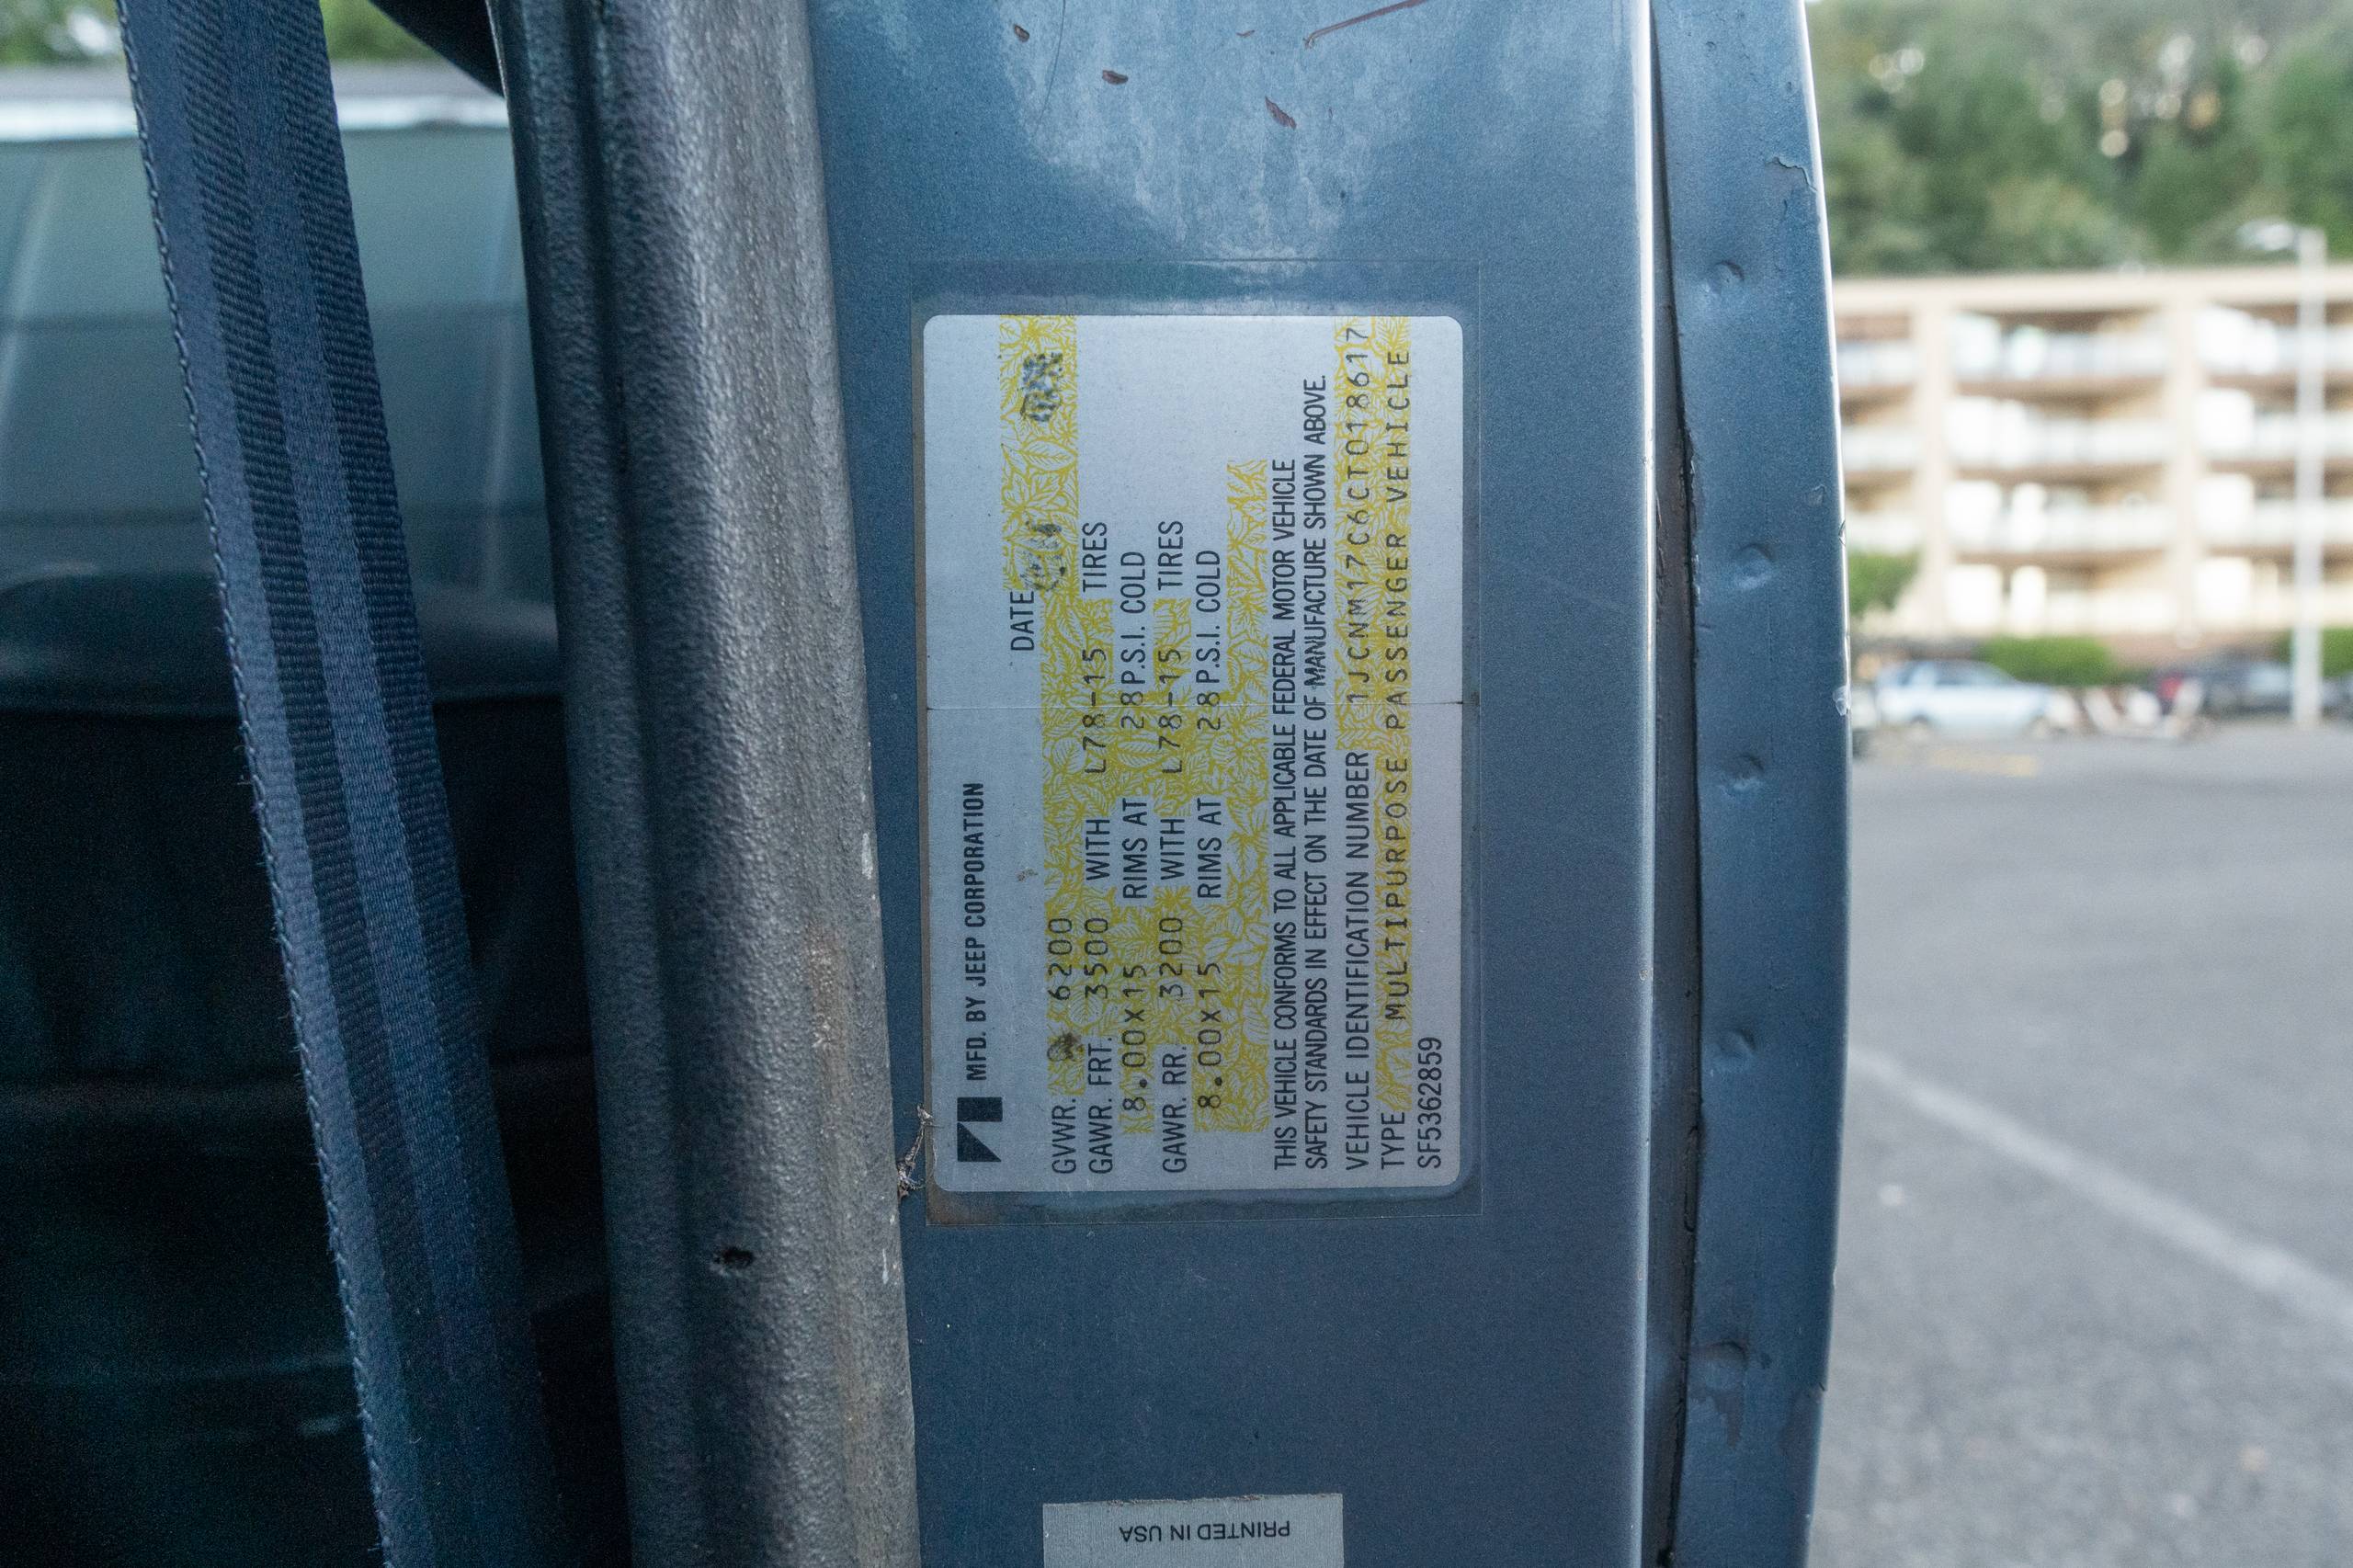 MFD. BY JEEP CORPORATION
DATE
GVWR. 6200
GAWR. FRT. 3500 WITH L78-15 TIRES
8.00X15 RIMS AT 28 P.S.I. COLD
GAWR. RR. 3200 WITH L78-15 TIRES
8.00X15 RIMS AT 28 P.S.I. COLD
THIS VEHICLE CONFORMS TO ALL APPLICABLE FEDERAL MOTOR VEHICLE
SAFETY STANDARDS IN EFFECT ON THE DATE OF MANUFACTURE SHOWN ABOVE.
VEHICLE IDENTIFICATION NUMBER 1JCNM17C6CT018617
TYPE MULTIPURPOSE PASSENGER VEHICLE
SF5362859
PRINTED IN USA